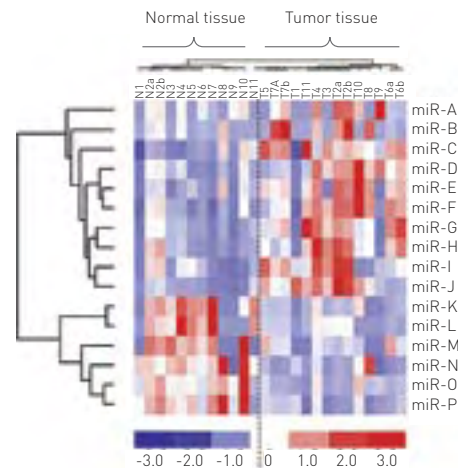 Normal tissue Tumor tissue
N1 N2a N2b N3 N4 N5 N6 N7 N8 N9 N10 N11 T5 T7A T7b T1 T11 T4 T3 T2a T2b T10 T8 T9 T6a T6b
miR-A
miR-B
miR-C
miR-D
miR-E
miR-F
miR-G
miR-H
miR-I
miR-J
miR-K
miR-L
miR-M
miR-N
miR-O
miR-P
-3.0 -2.0 -1.0 0 1.0 2.0 3.0